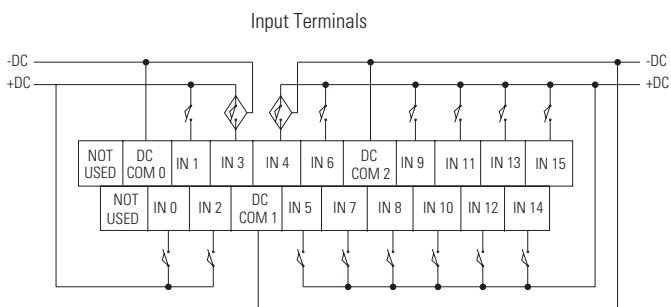 Input Terminals
-DC -DC
+DC +DC
NOT USED DC COM 0 IN 1 IN 3 IN 4 IN 6 DC COM 2 IN 9 IN 11 IN 13 IN 15
NOT USED IN 0 IN 2 DC COM 1 IN 5 IN 7 IN 8 IN 10 IN 12 IN 14